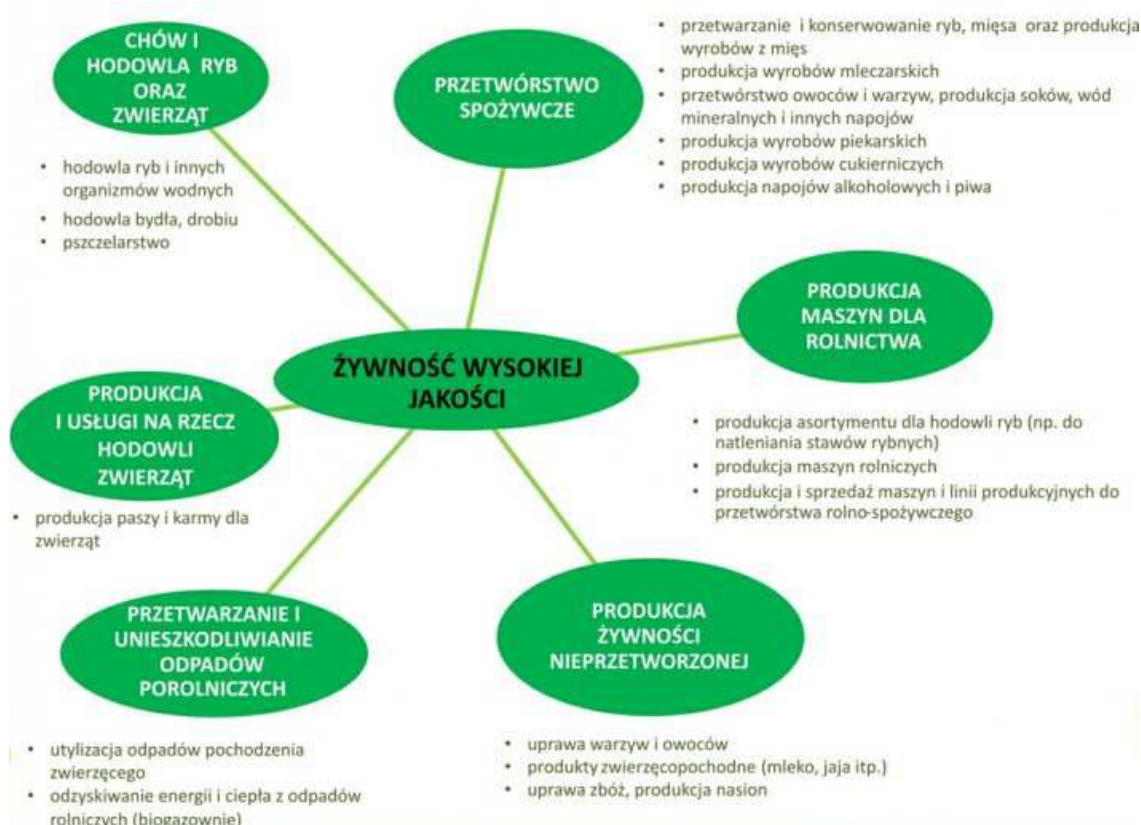 CHÓW I
HODOWLA RYB
ORAZ
ZWIERZĄT
• hodowla ryb i innych
organizmów wodnych
• hodowla bydła, drobiu
• pszczelarstwo
PRZETWÓRSTWO
SPOŻYWCZE
• przetwarzanie i konserwowanie ryb, mięsa oraz produkcja
wyrobów z mięs
• produkcja wyrobów mleczarskich
• przetwórstwo owoców i warzyw, produkcja soków, wód
mineralnych i innych napojów
• produkcja wyrobów piekarskich
• produkcja wyrobów cukierniczych
• produkcja napojów alkoholowych i piwa
PRODUKCJA
MASZYN DLA
ROLNICTWA
• produkcja asortymentu dla hodowli ryb (np. do
natleniania stawów rybnych)
• produkcja maszyn rolniczych
• produkcja i sprzedaż maszyn i linii produkcyjnych do
przetwórstwa rolno-spożywczego
ŻYWNOŚĆ WYSOKIEJ
JAKOŚCI
PRODUKCJA
I USŁUGI NA RZECZ
HODOWLI
ZWIERZĄT
• produkcja paszy i karmy dla
zwierząt
PRZETWARZANIE I
UNIESZKODLIWIANIE
ODPADÓW
POROLNICZYCH
• utylizacja odpadów pochodzenia
zwierzęcego
• odzyskiwanie energii i ciepła z odpadów
rolniczych (biogazownie)
PRODUKCJA
ŻYWNOŚCI
NIEPRZETWORZONEJ
• uprawa warzyw i owoców
• produkty zwierzęcopochodne (mleko, jaja itp.)
• uprawa zbóż, produkcja nasion